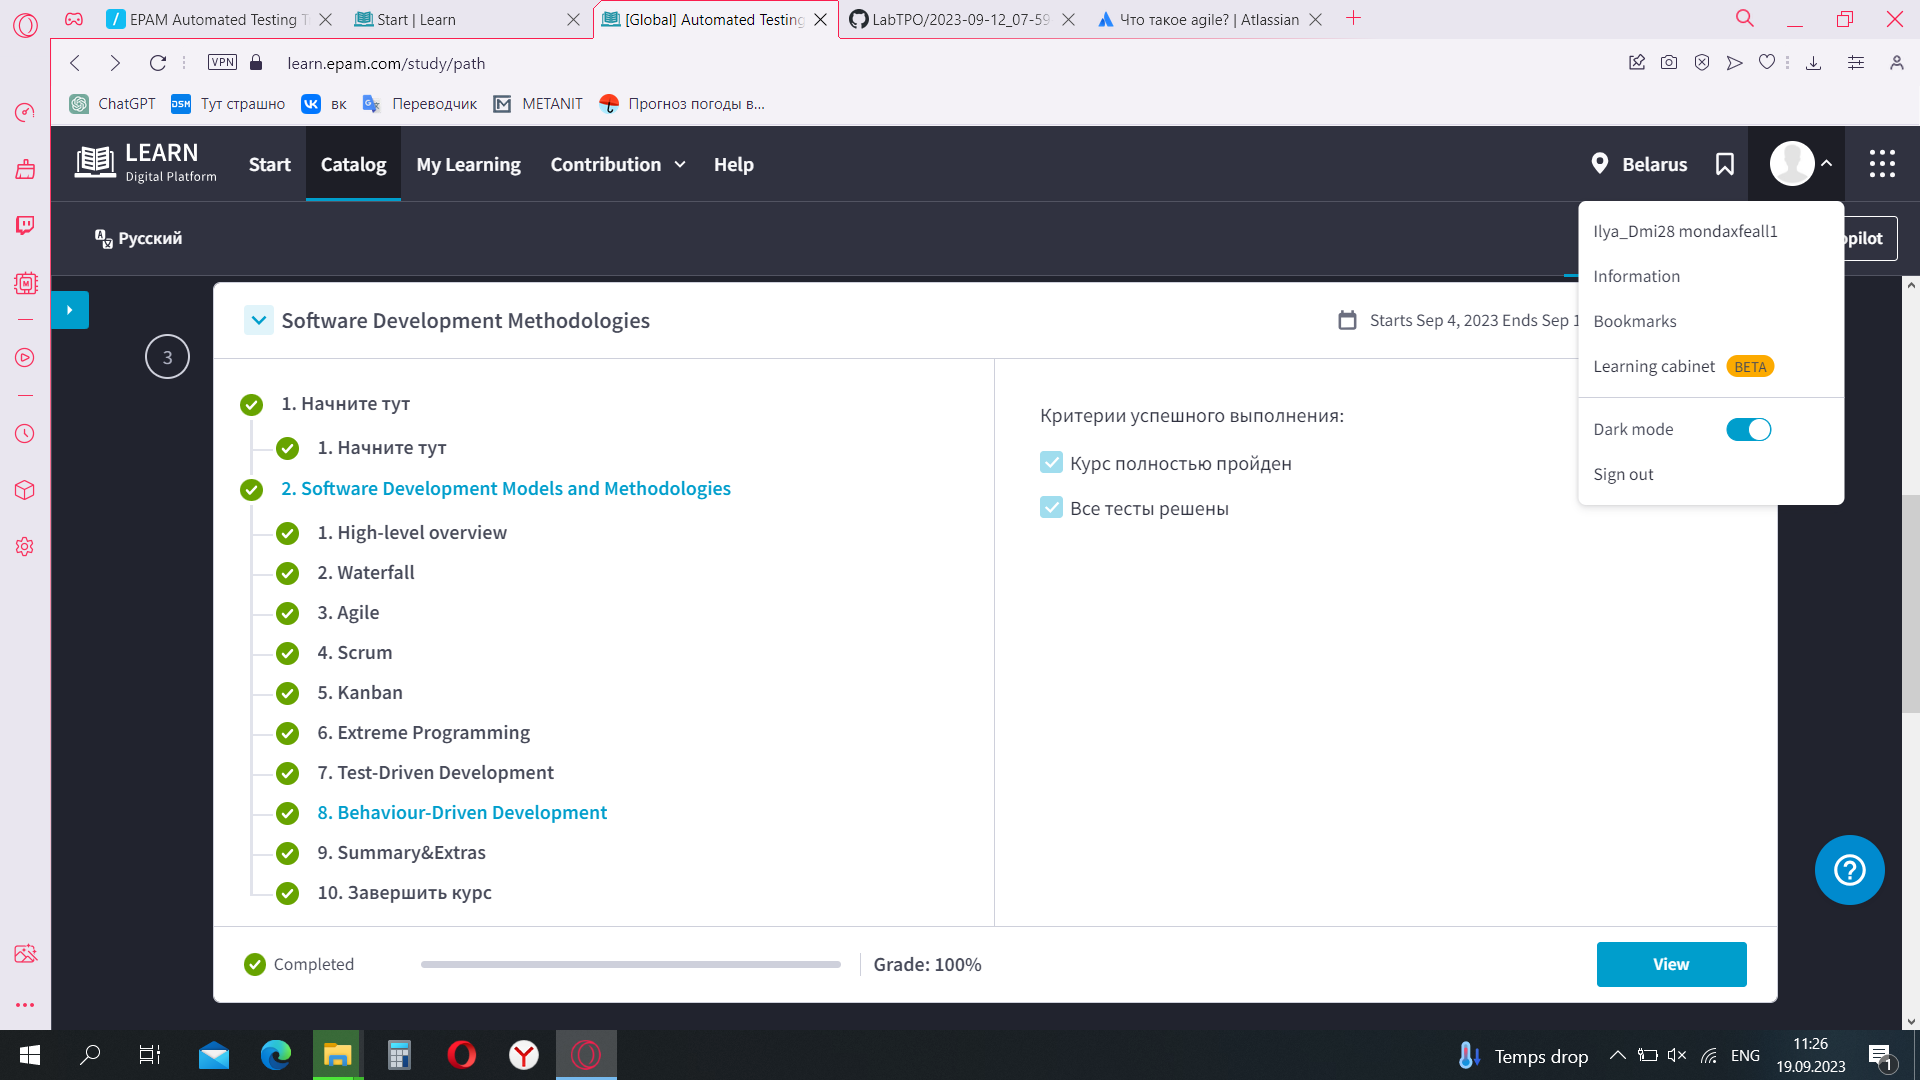 EPAM Automated Testing T
Start | Learn
[Global] Automated Testing
LabTPO/2023-09-12_07-59
Что такое agile? | Atlassian
VPN
learn.epam.com/study/path
ChatGPT
DSM
Тут страшно
вк
Переводчик
METANIT
Прогноз погоды в...
LEARN
Digital Platform
Start
Catalog
My Learning
Contribution
Help
Belarus
Русский
pilot
Ilya_Dmi28 mondaxfeall1
Information
Bookmarks
Learning cabinet BETA
Dark mode
Sign out
3
Software Development Methodologies
Starts Sep 4, 2023 Ends Sep 1
1. Начните тут
1. Начните тут
2. Software Development Models and Methodologies
1. High-level overview
2. Waterfall
3. Agile
4. Scrum
5. Kanban
6. Extreme Programming
7. Test-Driven Development
8. Behaviour-Driven Development
9. Summary&Extras
10. Завершить курс
Критерии успешного выполнения:
Курс полностью пройден
Все тесты решены
Completed
Grade: 100%
View
Temps drop
ENG
11:26
19.09.2023
1